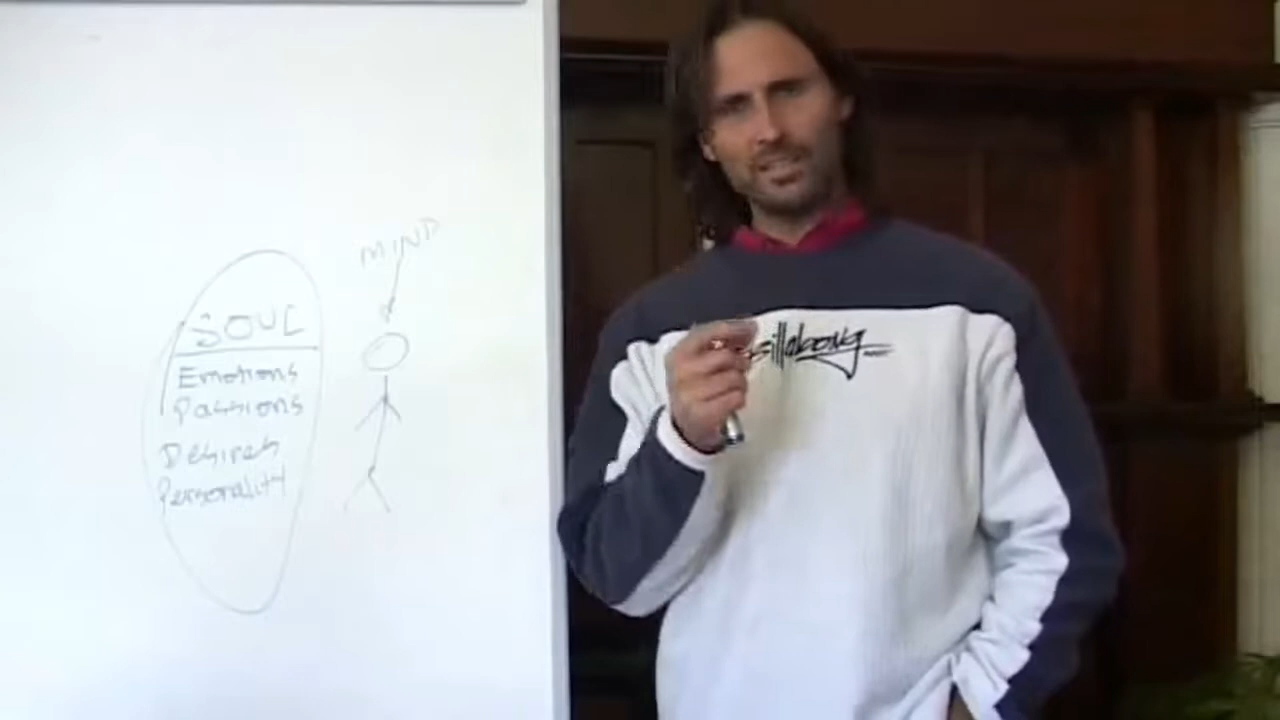 MIND
SOUL
Emotions
Passions
Desires
Personality
Billabong